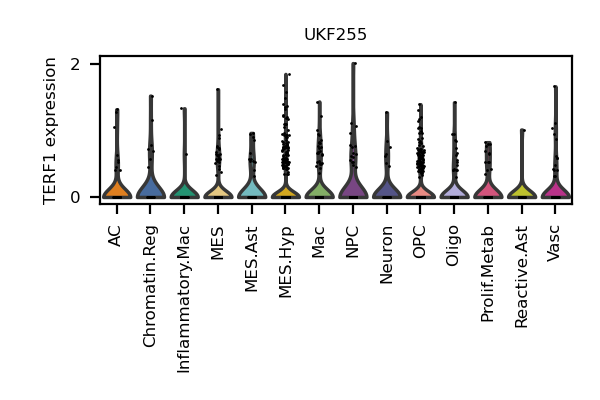 UKF255
TERF1 expression
2
0
AC
Chromatin.Reg
Inflammatory.Mac
MES
MES.Ast
MES.Hyp
Mac
NPC
Neuron
OPC
Oligo
Prolif.Metab
Reactive.Ast
Vasc